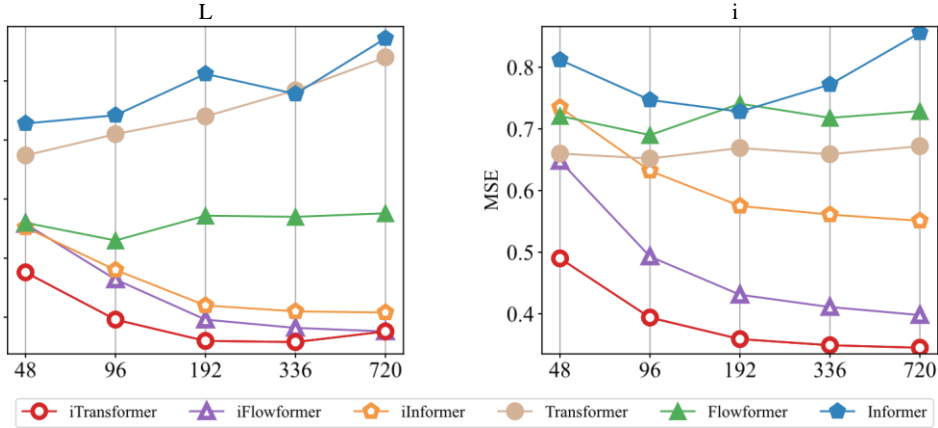 L i
0.8
0.7
0.6
0.5
0.4
MSE
48 96 192 336 720 48 96 192 336 720
iTransformer iFlowformer iInformer Transformer Flowformer Informer